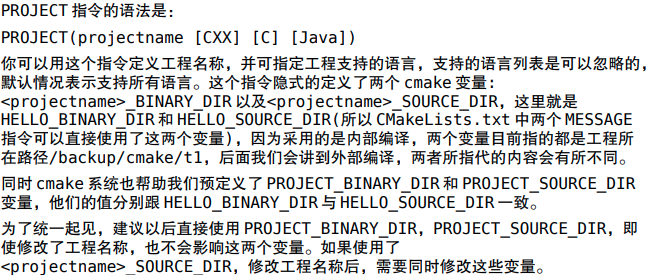 PROJECT 指令的语法是：
PROJECT(projectname [CXX] [C] [Java])
你可以用这个指令定义工程名称，并可指定工程支持的语言，支持的语言列表是可以忽略的，
默认情况表示支持所有语言。这个指令隐式的定义了两个 cmake 变量：
<projectname>_BINARY_DIR 以及<projectname>_SOURCE_DIR，这里就是
HELLO_BINARY_DIR 和 HELLO_SOURCE_DIR(所以 CMakeLists.txt 中两个 MESSAGE
指令可以直接使用了这两个变量)，因为采用的是内部编译，两个变量目前指的都是工程所
在路径/backup/cmake/t1，后面我们会讲到外部编译，两者所指代的内容会有所不同。
同时 cmake 系统也帮助我们预定义了 PROJECT_BINARY_DIR 和 PROJECT_SOURCE_DIR
变量，他们的值分别跟 HELLO_BINARY_DIR 与 HELLO_SOURCE_DIR 一致。
为了统一起见，建议以后直接使用 PROJECT_BINARY_DIR，PROJECT_SOURCE_DIR，即
使修改了工程名称，也不会影响这两个变量。如果使用了
<projectname>_SOURCE_DIR，修改工程名称后，需要同时修改这些变量。